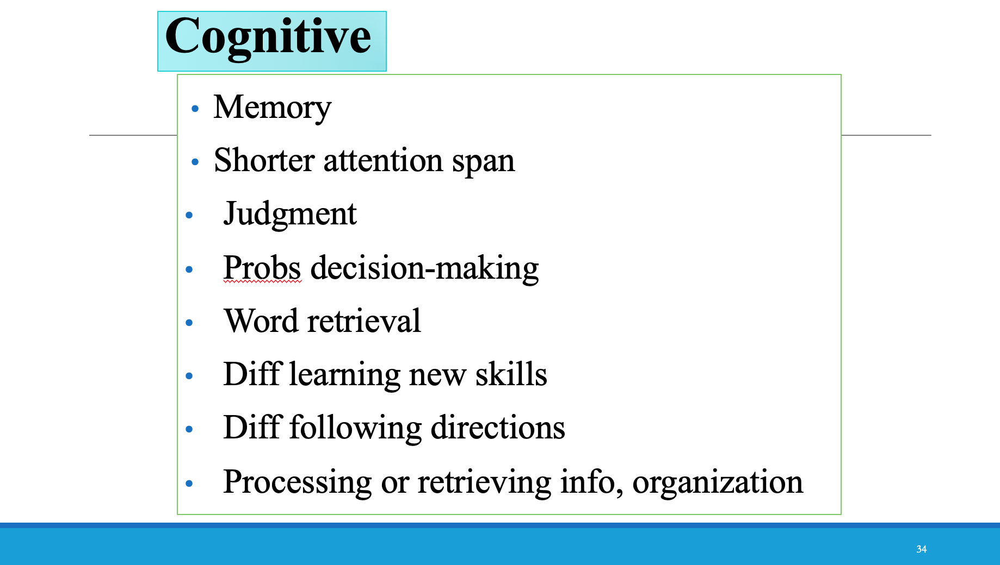 Cognitive
• Memory
• Shorter attention span
• Judgment
• Probs decision-making
• Word retrieval
• Diff learning new skills
• Diff following directions
• Processing or retrieving info, organization
34